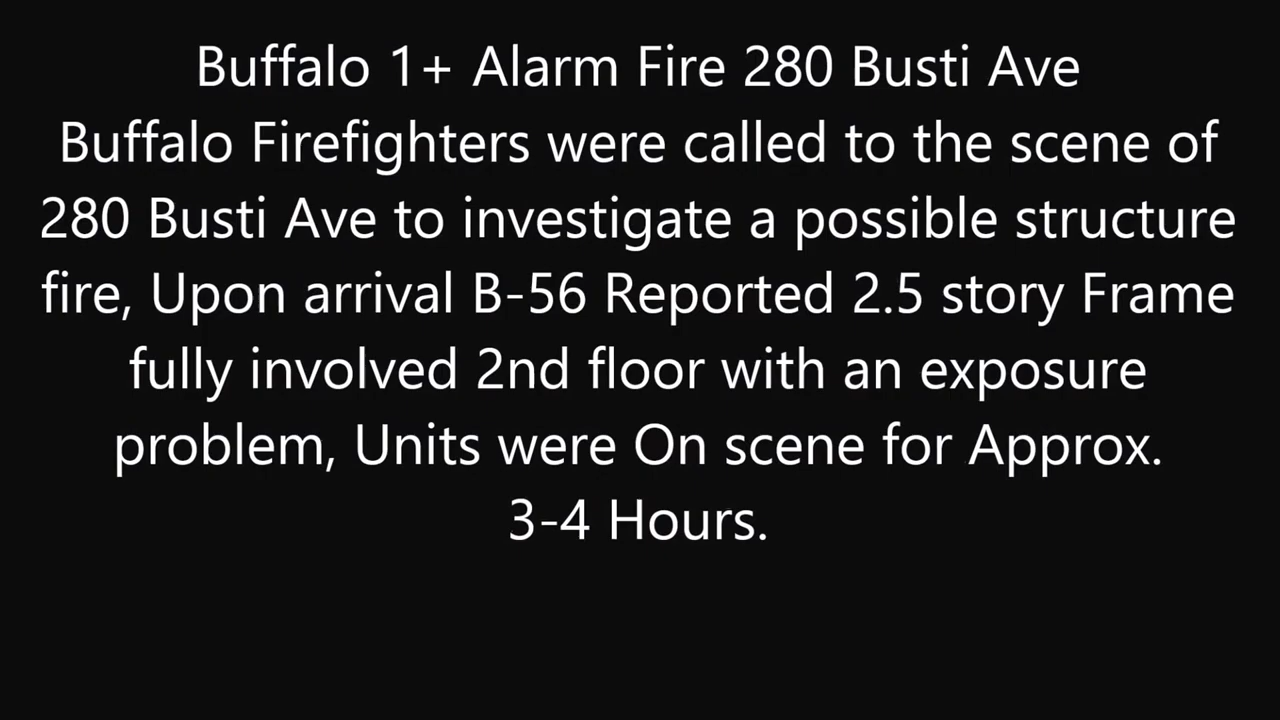 Buffalo 1+ Alarm Fire 280 Busti Ave
Buffalo Firefighters were called to the scene of
280 Busti Ave to investigate a possible structure
fire, Upon arrival B-56 Reported 2.5 story Frame
fully involved 2nd floor with an exposure
problem, Units were On scene for Approx.
3-4 Hours.